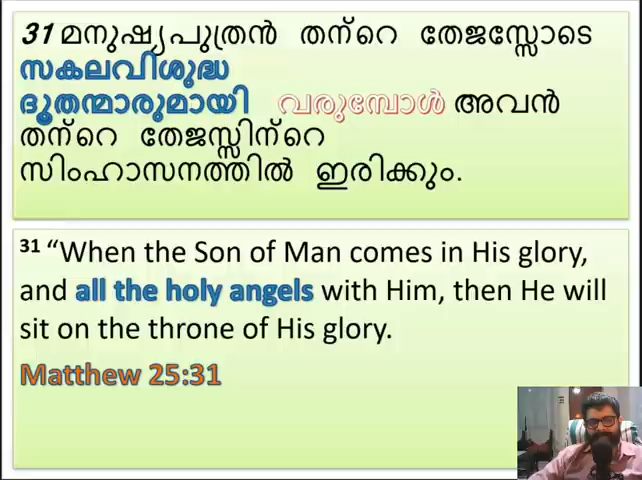 31 മനുഷ്യപുത്രൻ തന്റെ തേജസ്സോടെ
സകലവിശുദ്ധ
ദൂതന്മാരുമായി വരുമ്പോൾ അവൻ
തന്റെ തേജസ്സിന്റെ
സിംഹാസനത്തിൽ ഇരിക്കും.
31 “When the Son of Man comes in His glory,
and all the holy angels with Him, then He will
sit on the throne of His glory.
Matthew 25:31